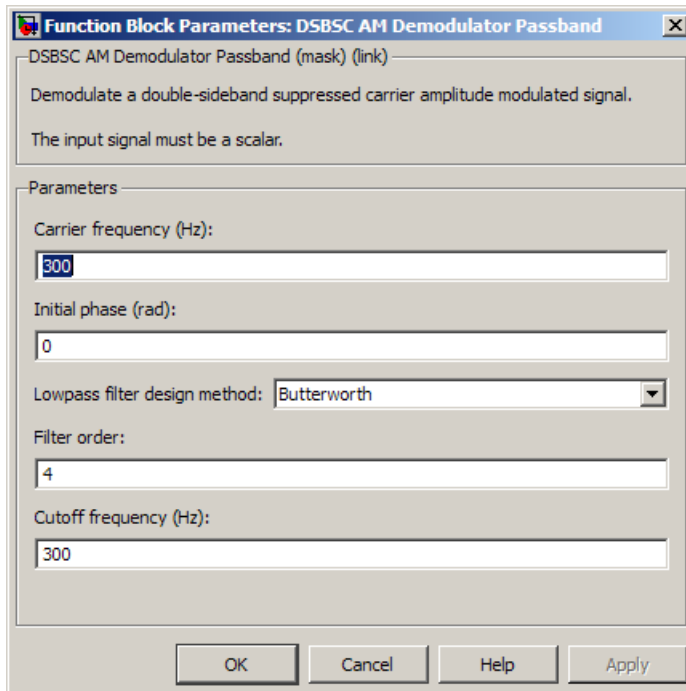 Function Block Parameters: DSBSC AM Demodulator Passband
DSBSC AM Demodulator Passband (mask) (link)
Demodulate a double-sideband suppressed carrier amplitude modulated signal.
The input signal must be a scalar.
Parameters
Carrier frequency (Hz):
300
Initial phase (rad):
0
Lowpass filter design method: Butterworth
Filter order:
4
Cutoff frequency (Hz):
300
OK Cancel Help Apply